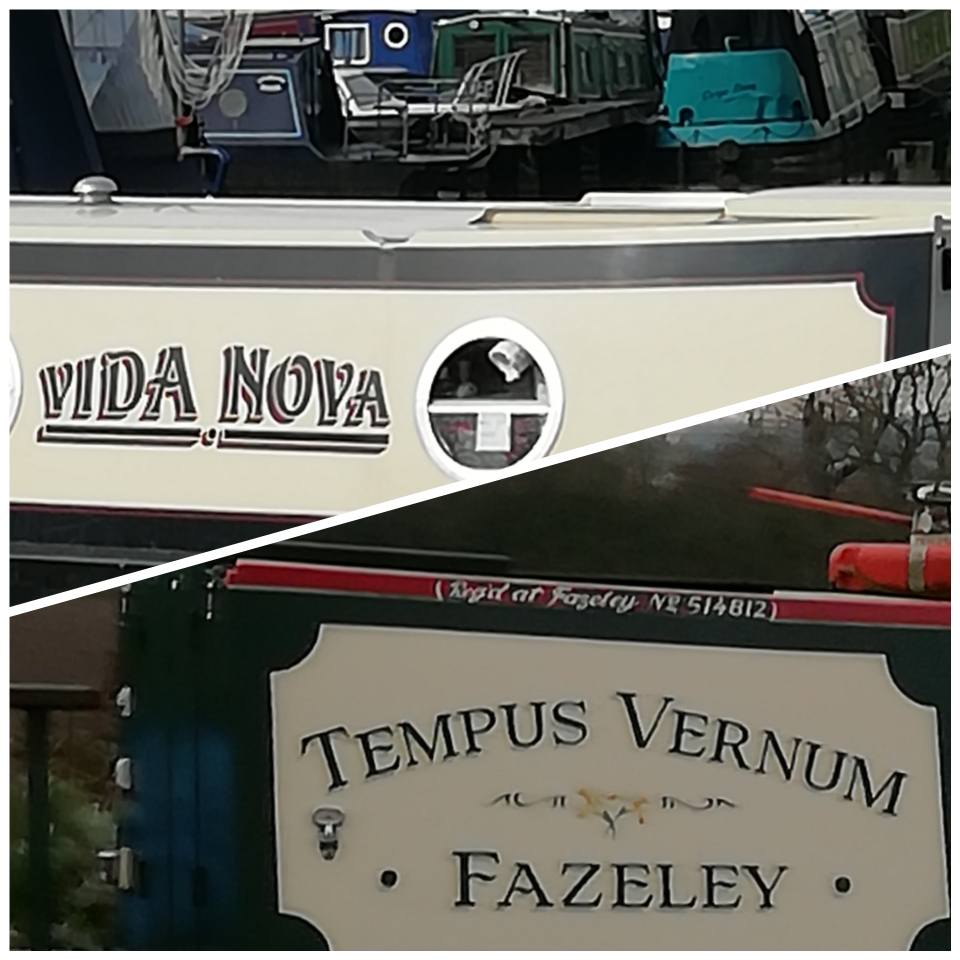 VIDA NOVA
(Reg'd at Fazeley Nº 514812)
TEMPUS VERNUM
FAZELEY